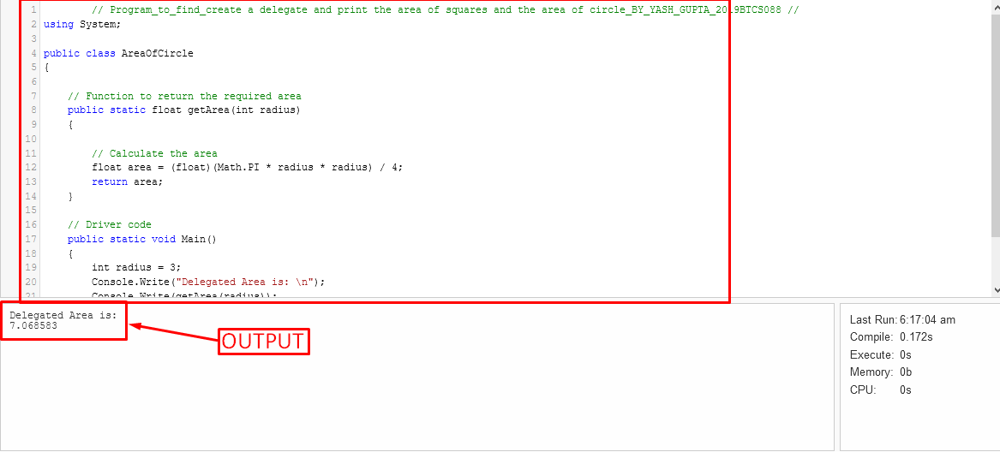 1 // Program_to_find_create a delegate and print the area of squares and the area of circle_BY_YASH_GUPTA_2019BTCS088 //
2 using System;
3
4 public class AreaOfCircle
5 {
6
7 // Function to return the required area
8 public static float getArea(int radius)
9 {
10
11 // Calculate the area
12 float area = (float)(Math.PI * radius * radius) / 4;
13 return area;
14 }
15
16 // Driver code
17 public static void Main()
18 {
19 int radius = 3;
20 Console.Write("Delegated Area is: \n");
21 Console.Write(getArea(radius));
Delegated Area is:
7.068583
OUTPUT
Last Run: 6:17:04 am
Compile: 0.172s
Execute: 0s
Memory: 0b
CPU: 0s